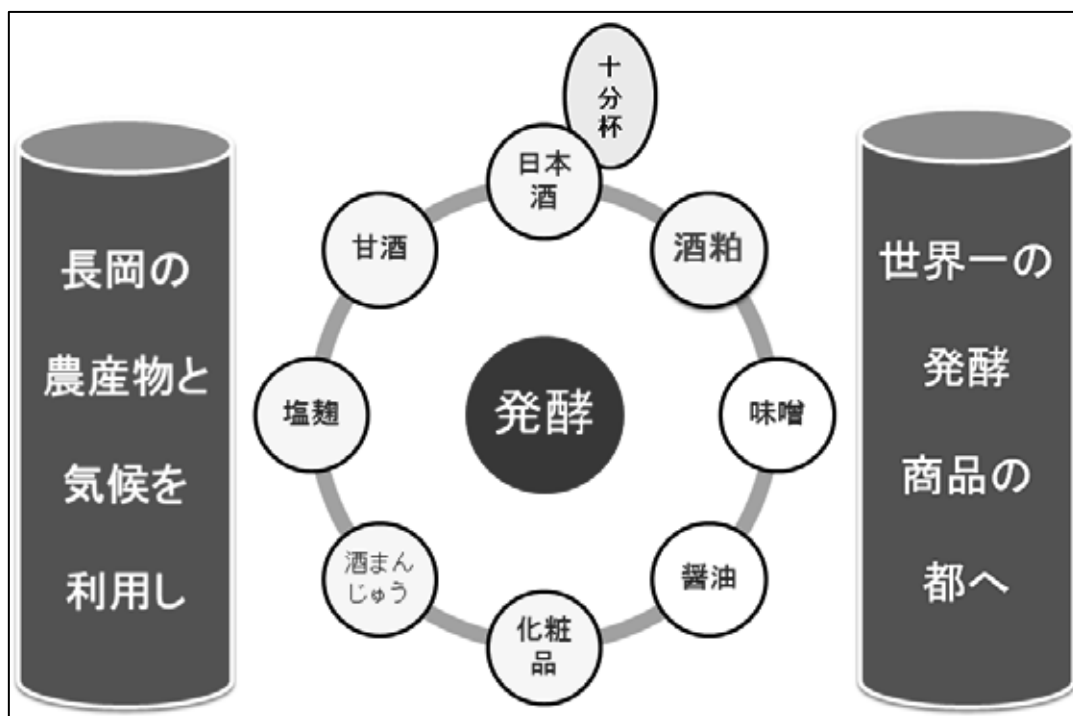 十
分
杯
日本
酒
酒粕
味噌
醤油
化粧
品
酒まん
じゅう
塩麹
甘酒
発酵
長岡の
農産物と
気候を
利用し
世界一の
発酵
商品の
都へ